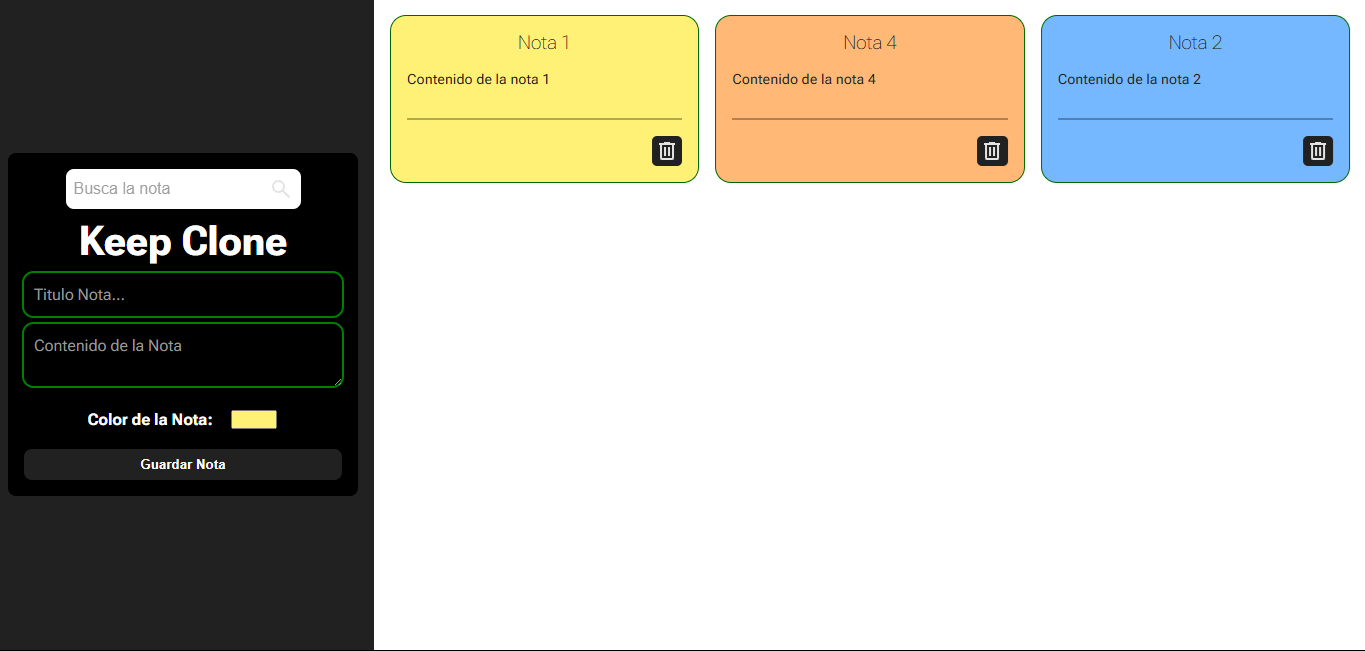 Busca la nota
Keep Clone
Titulo Nota...
Contenido de la Nota
Color de la Nota:
Guardar Nota
Nota 1
Contenido de la nota 1
Nota 4
Contenido de la nota 4
Nota 2
Contenido de la nota 2